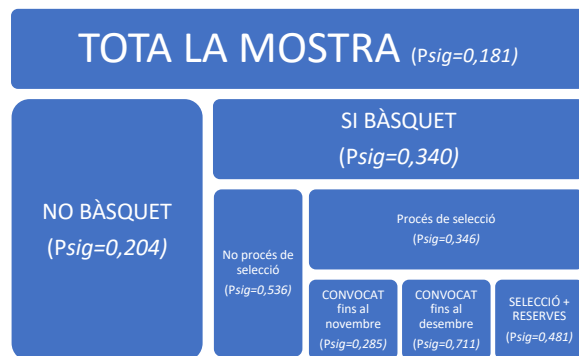 TOTA LA MOSTRA (Psig=0,181)
SI BÀSQUET
(Psig=0,340)
NO BÀSQUET
(Psig=0,204)
No procés de
selecció
(Psig=0,536)
Procés de selecció
(Psig=0,346)
CONVOCAT
fins al
novembre
(Psig=0,285)
CONVOCAT
fins al
desembre
(Psig=0,711)
SELECCIÓ +
RESERVES
(Psig=0,481)